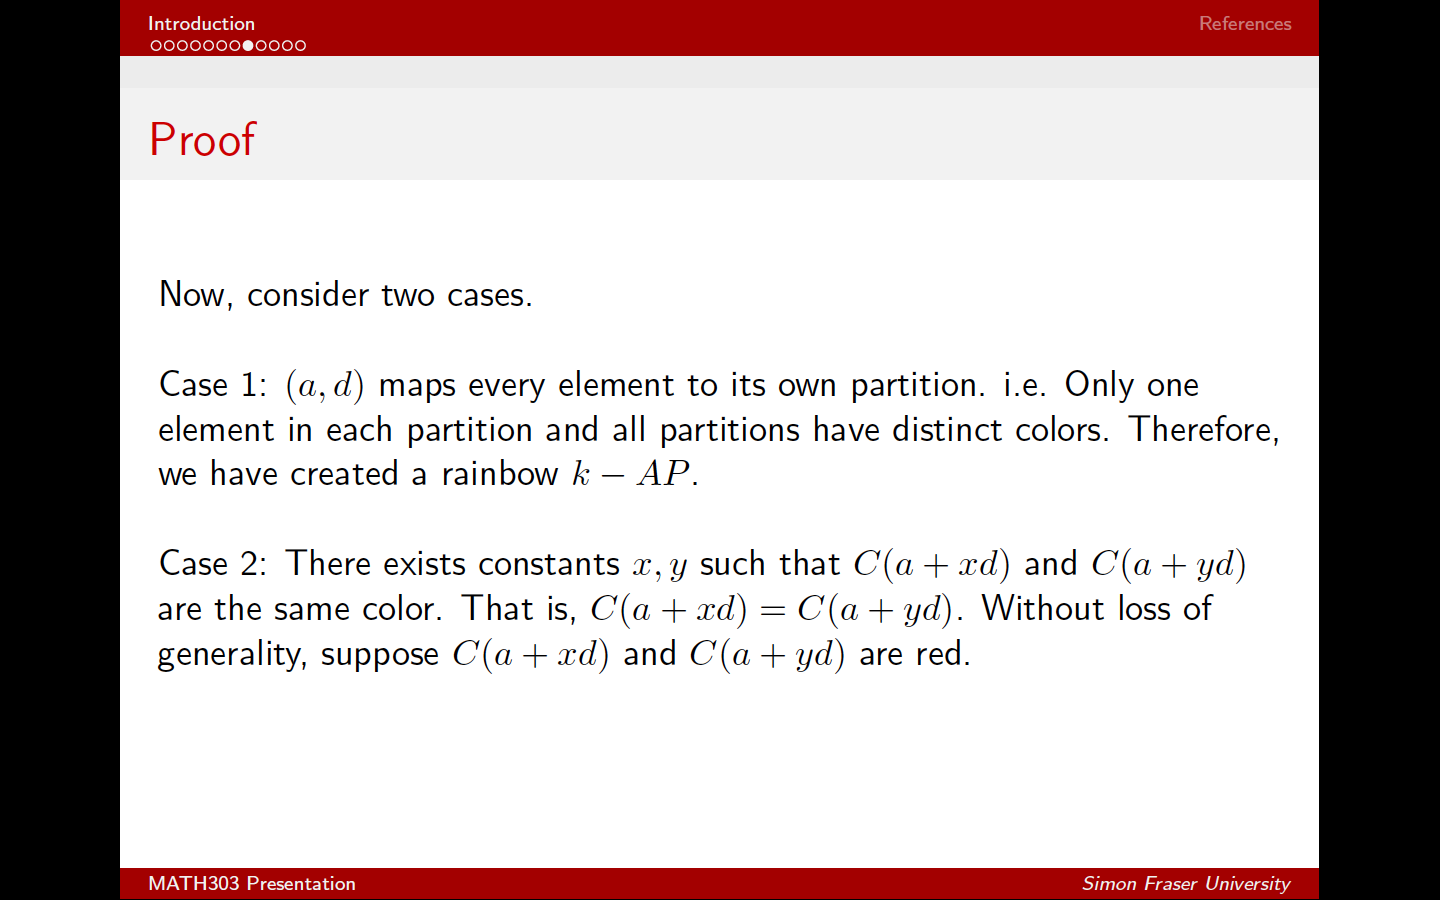 Introduction
References
Proof
Now, consider two cases.
Case 1: (a, d) maps every element to its own partition. i.e. Only one
element in each partition and all partitions have distinct colors. Therefore,
we have created a rainbow k − AP.
Case 2: There exists constants x, y such that C(a + xd) and C(a + yd)
are the same color. That is, C(a + xd) = C(a + yd). Without loss of
generality, suppose C(a + xd) and C(a + yd) are red.
MATH303 Presentation
Simon Fraser University